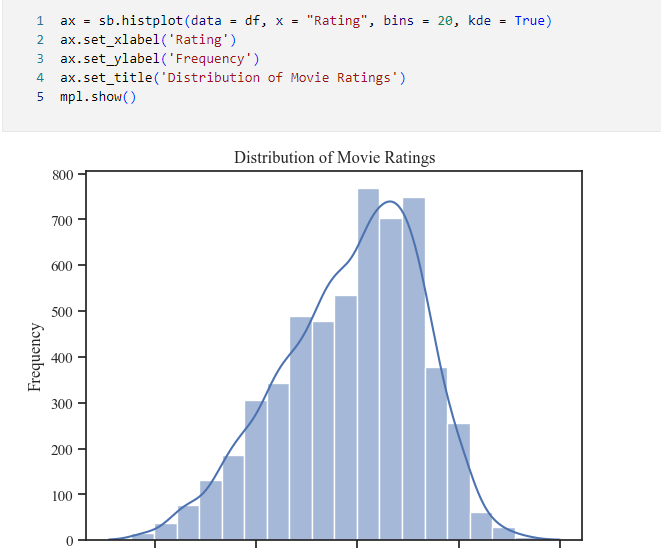 1 ax = sb.histplot(data = df, x = "Rating", bins = 20, kde = True)
2 ax.set_xlabel('Rating')
3 ax.set_ylabel('Frequency')
4 ax.set_title('Distribution of Movie Ratings')
5 mpl.show()
Distribution of Movie Ratings
800
700
600
500
400
300
200
100
0
Frequency